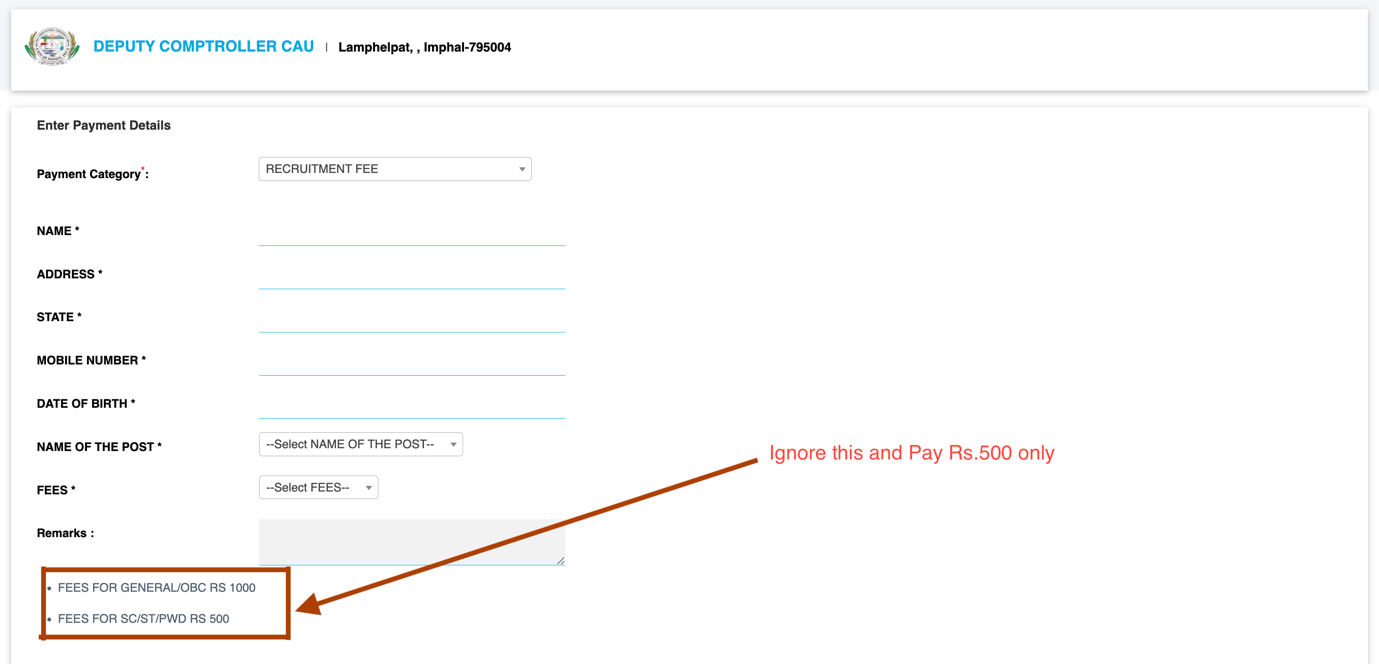 DEPUTY COMPTROLLER CAU | Lamphelpat, , Imphal-795004
Enter Payment Details
Payment Category*: RECRUITMENT FEE
NAME *
ADDRESS *
STATE *
MOBILE NUMBER *
DATE OF BIRTH *
NAME OF THE POST * --Select NAME OF THE POST--
Ignore this and Pay Rs.500 only
FEES * --Select FEES--
Remarks :
• FEES FOR GENERAL/OBC RS 1000
• FEES FOR SC/ST/PWD RS 500